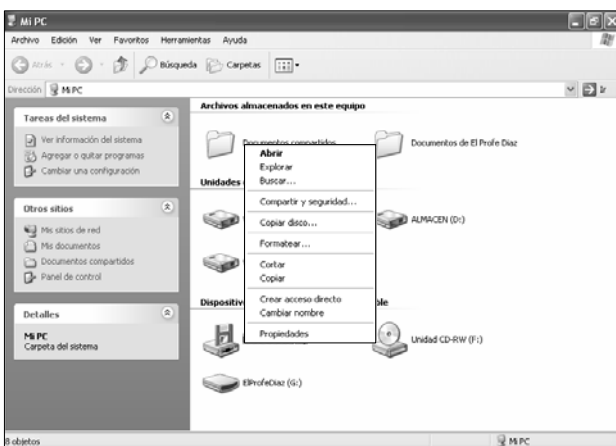 Mi PC
Archivo Edición Ver Favoritos Herramientas Ayuda
Atrás Búsqueda Carpetas
Dirección Mi PC Ir
Archivos almacenados en este equipo
Tareas del sistema
Ver información del sistema
Agregar o quitar programas
Cambiar una configuración
Otros sitios
Mis sitios de red
Mis documentos
Documentos compartidos
Panel de control
Detalles
Mi PC
Carpeta del sistema
Documentos compartidos
Documentos de El Profe Diaz
Unidades
Abrir
Explorar
Buscar...
Compartir y seguridad...
Copiar disco...
Formatear...
Cortar
Copiar
Crear acceso directo
Cambiar nombre
Propiedades
ALMACEN (D:)
Unidad CD-RW (F:)
ElProfeDiaz (G:)
8 objetos
Mi PC